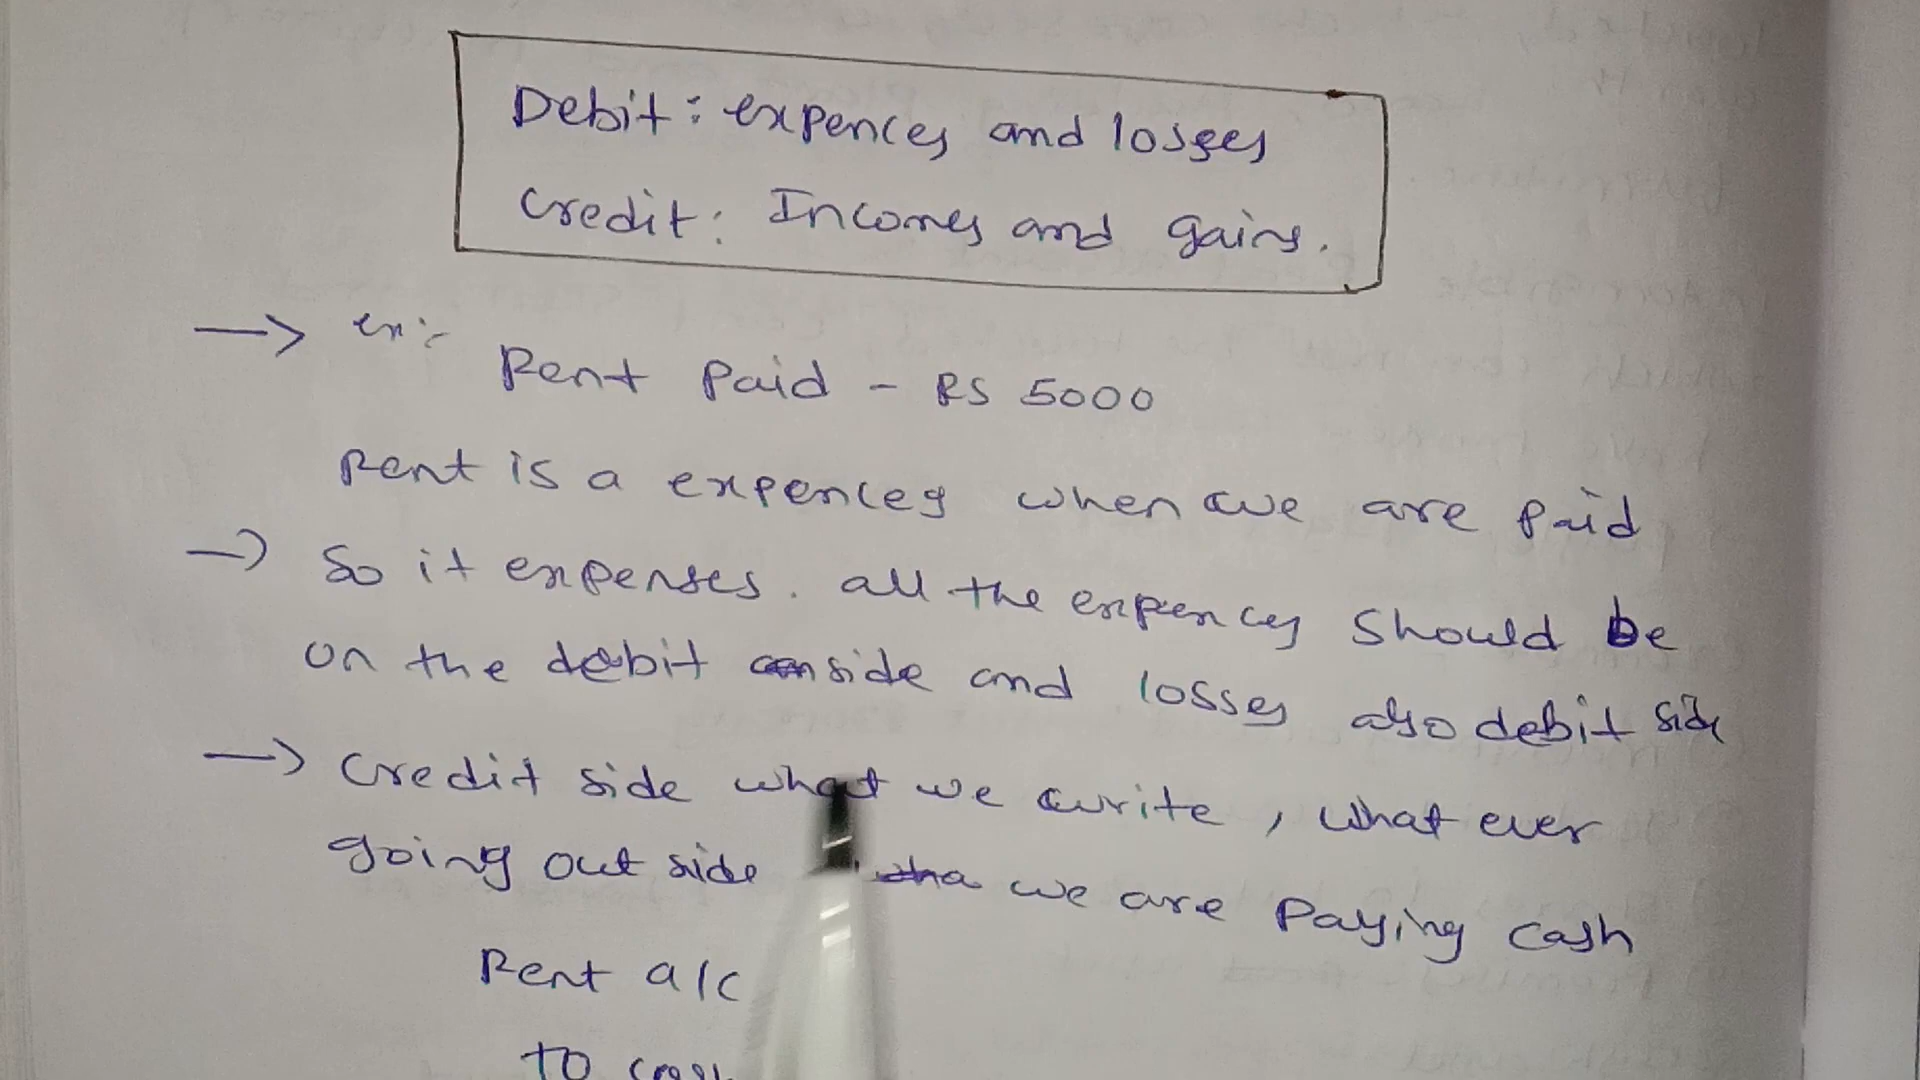 Debit: expences and losses
Credit: Incomes and gains.
→ ex:-
Rent Paid - RS 5000
Rent is a expences when we are paid
→ So it expenses. all the expences should be
on the debit side and losses also debit side
→ Credit side what we write, what ever
going out side we are Paying cash
Rent a/c
To cash